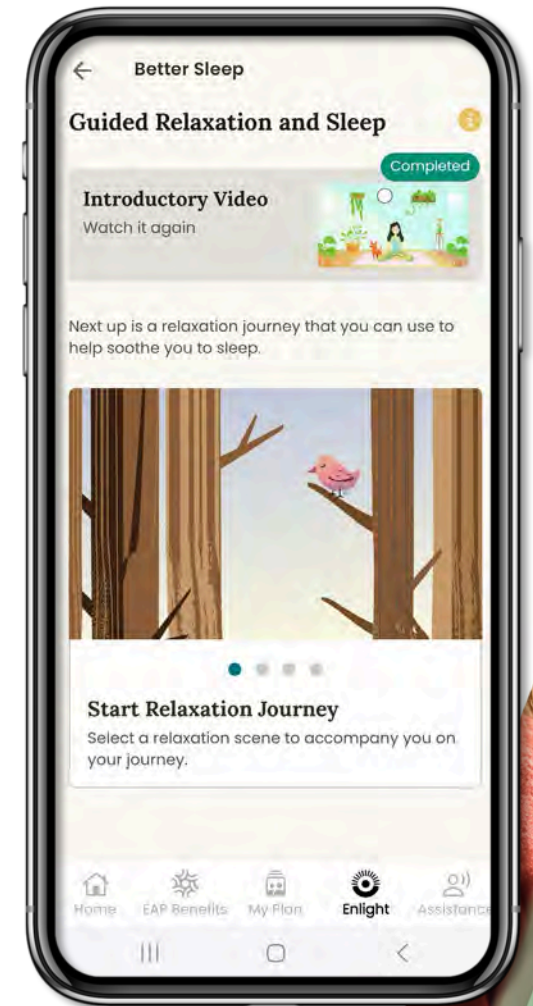 Better Sleep
Guided Relaxation and Sleep
Completed
Introductory Video
Watch it again
Next up is a relaxation journey that you can use to
help soothe you to sleep.
Start Relaxation Journey
Select a relaxation scene to accompany you on
your journey.
Home EAP Benefits My Plan Enlight Assistance